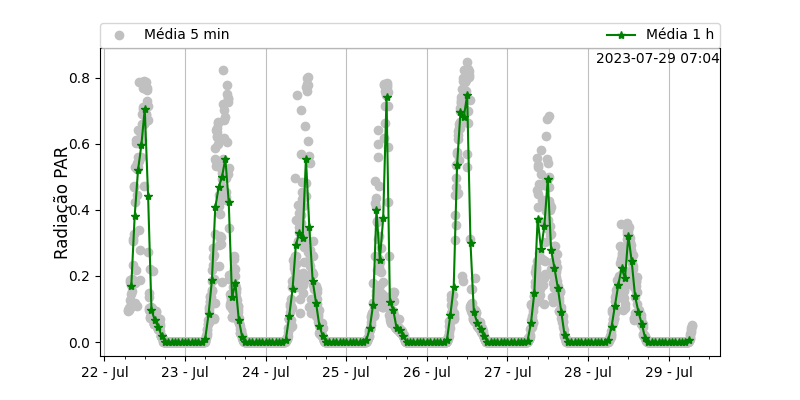 Média 5 min
Média 1 h
2023-07-29 07:04
Radiação PAR
0.8
0.6
0.4
0.2
0.0
22 - Jul
23 - Jul
24 - Jul
25 - Jul
26 - Jul
27 - Jul
28 - Jul
29 - Jul